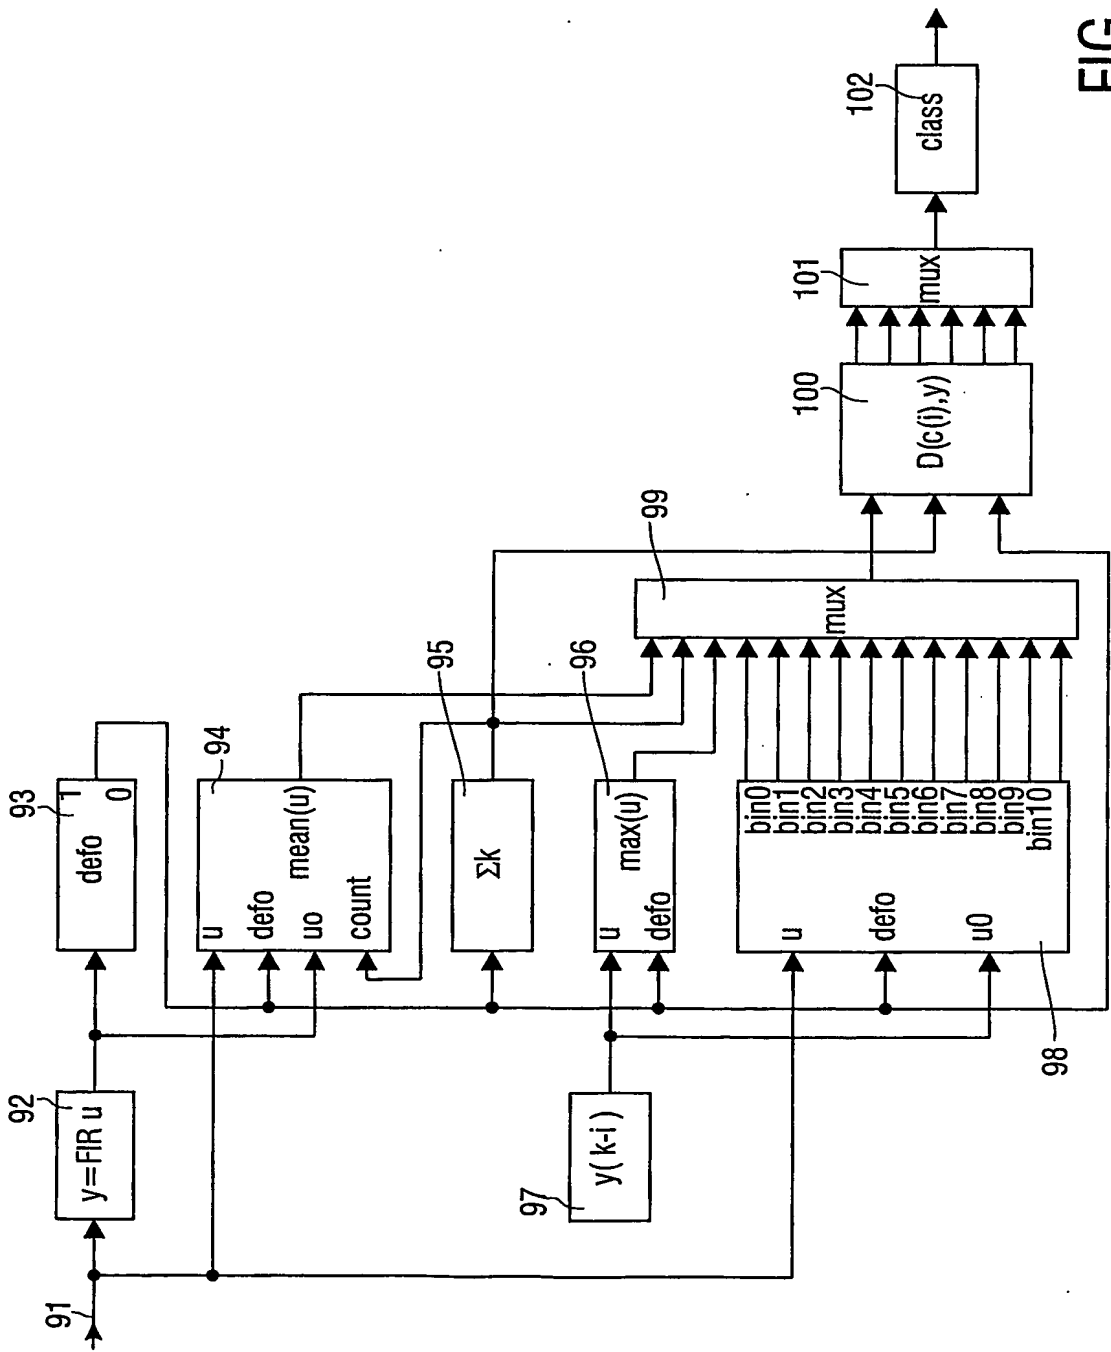 91
92
y=FIR u
93
defo
1
0
94
u
defo
uo
count
mean(u)
95
Σk
96
u
defo
max(u)
97
y( k-i )
98
u
defo
u0
bin0
bin1
bin2
bin3
bin4
bin5
bin6
bin7
bin8
bin9
bin10
99
mux
100
D(c(i),y)
101
mux
102
class
FIG